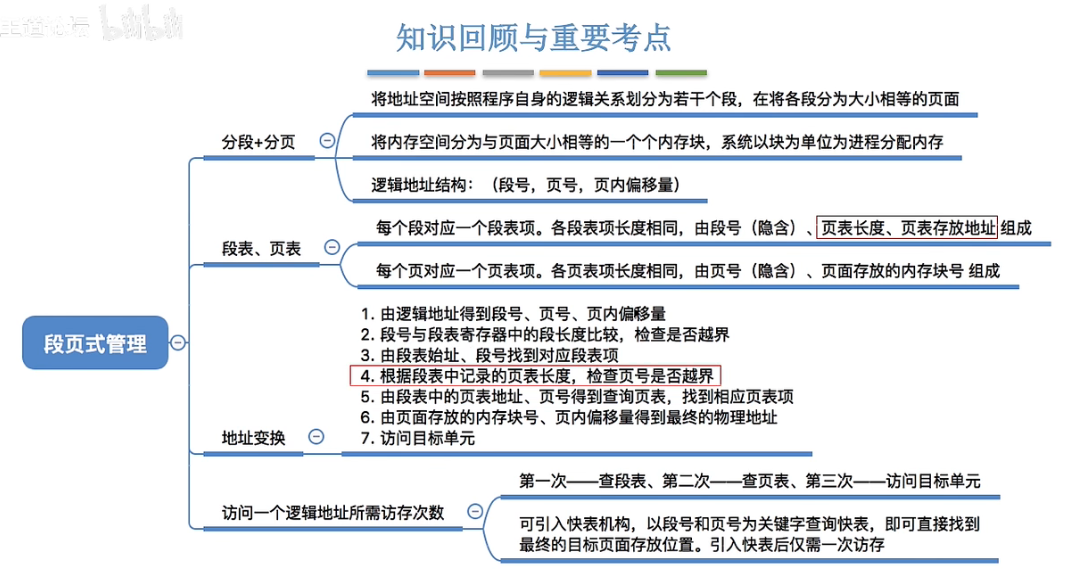 王道论坛 bilibili
知识回顾与重要考点
将地址空间按照程序自身的逻辑关系划分为若干个段，在将各段分为大小相等的页面
分段+分页
将内存空间分为与页面大小相等的一个个内存块，系统以块为单位为进程分配内存
逻辑地址结构：（段号，页号，页内偏移量）
每个段对应一个段表项。各段表项长度相同，由段号（隐含）、页表长度、页表存放地址 组成
段表、页表
每个页对应一个页表项。各页表项长度相同，由页号（隐含）、页面存放的内存块号 组成
段页式管理
1. 由逻辑地址得到段号、页号、页内偏移量
2. 段号与段表寄存器中的段长度比较，检查是否越界
3. 由段表始址、段号找到对应段表项
4. 根据段表中记录的页表长度，检查页号是否越界
5. 由段表中的页表地址、页号得到查询页表，找到相应页表项
6. 由页面存放的内存块号、页内偏移量得到最终的物理地址
7. 访问目标单元
地址变换
第一次——查段表、第二次——查页表、第三次——访问目标单元
访问一个逻辑地址所需访存次数
可引入快表机构，以段号和页号为关键字查询快表，即可直接找到
最终的目标页面存放位置。引入快表后仅需一次访存